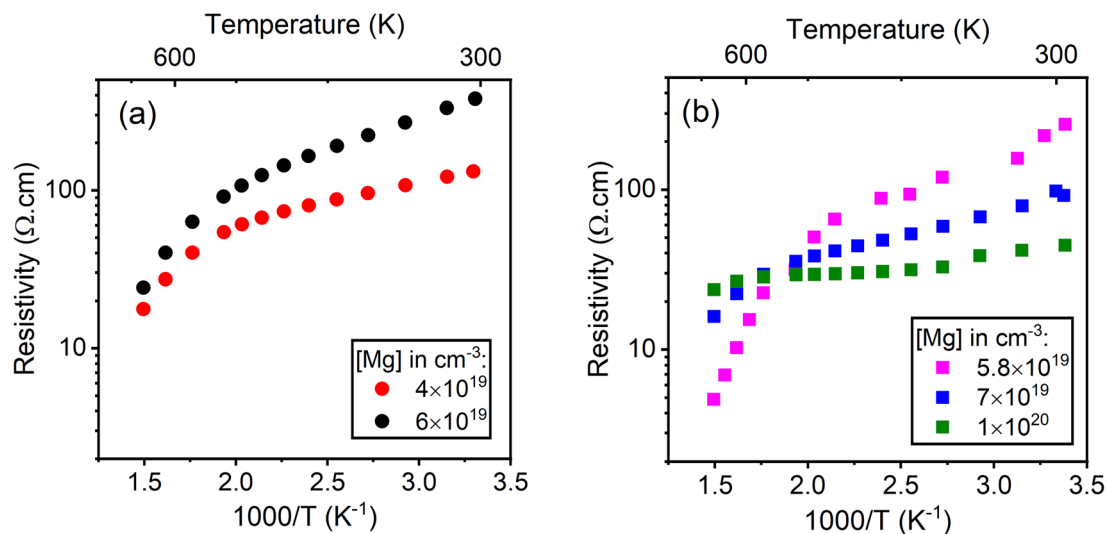 Temperature (K)
600
300
(a)
Resistivity (Ω.cm)
100
10
[Mg] in cm⁻³:
4×10¹⁹
6×10¹⁹
1.5
2.0
2.5
3.0
3.5
1000/T (K⁻¹)
Temperature (K)
600
300
(b)
Resistivity (Ω.cm)
100
10
[Mg] in cm⁻³:
5.8×10¹⁹
7×10¹⁹
1×10²⁰
1.5
2.0
2.5
3.0
3.5
1000/T (K⁻¹)